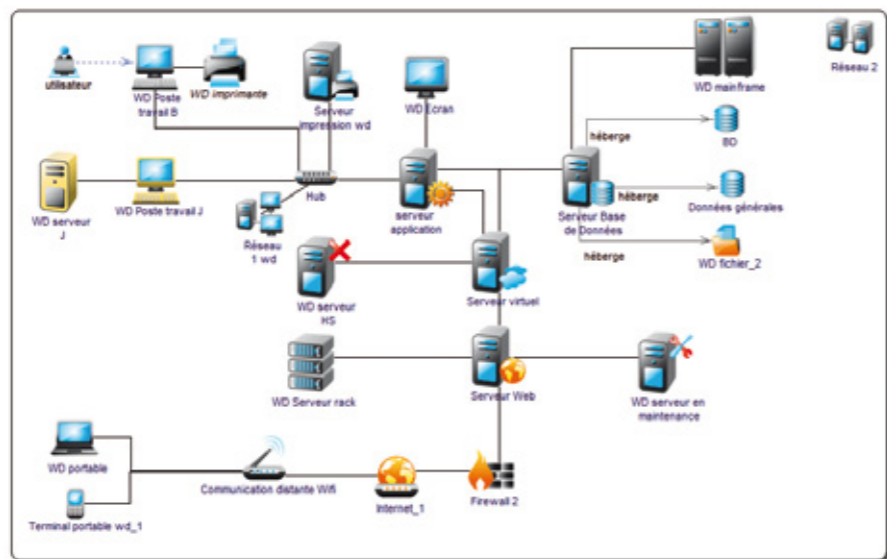 utilisateur
WD Poste
travail B
WD imprimante
Serveur
impression wd
WD Ecran
WD mainframe
Réseau 2
héberge
BD
WD serveur
J
WD Poste travail J
Hub
Réseau
1 wd
serveur
application
Serveur Base
de Données
héberge
Données générales
héberge
WD fichier_2
WD serveur
HS
Serveur virtuel
WD Serveur rack
Serveur Web
WD serveur en
maintenance
WD portable
Terminal portable wd_1
Communication distante Wifi
Internet_1
Firewall 2